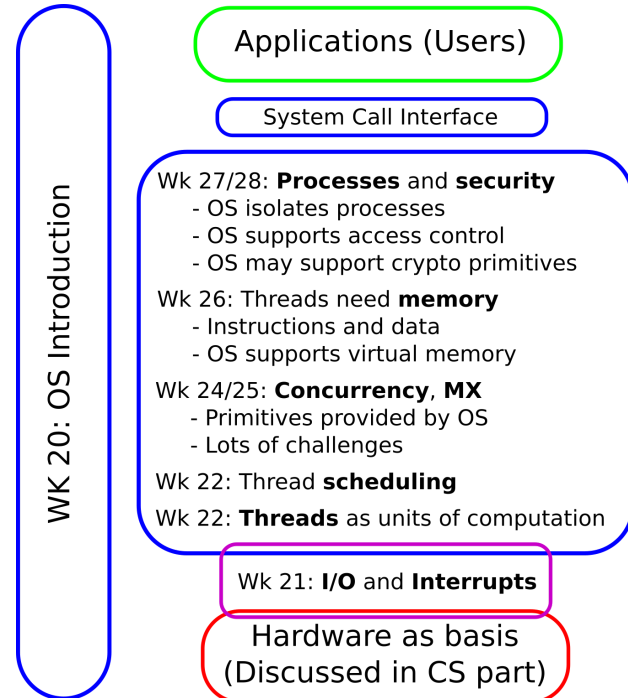 WK 20: OS Introduction
Applications (Users)
System Call Interface
Wk 27/28: Processes and security
- OS isolates processes
- OS supports access control
- OS may support crypto primitives
Wk 26: Threads need memory
- Instructions and data
- OS supports virtual memory
Wk 24/25: Concurrency, MX
- Primitives provided by OS
- Lots of challenges
Wk 22: Thread scheduling
Wk 22: Threads as units of computation
Wk 21: I/O and Interrupts
Hardware as basis
(Discussed in CS part)